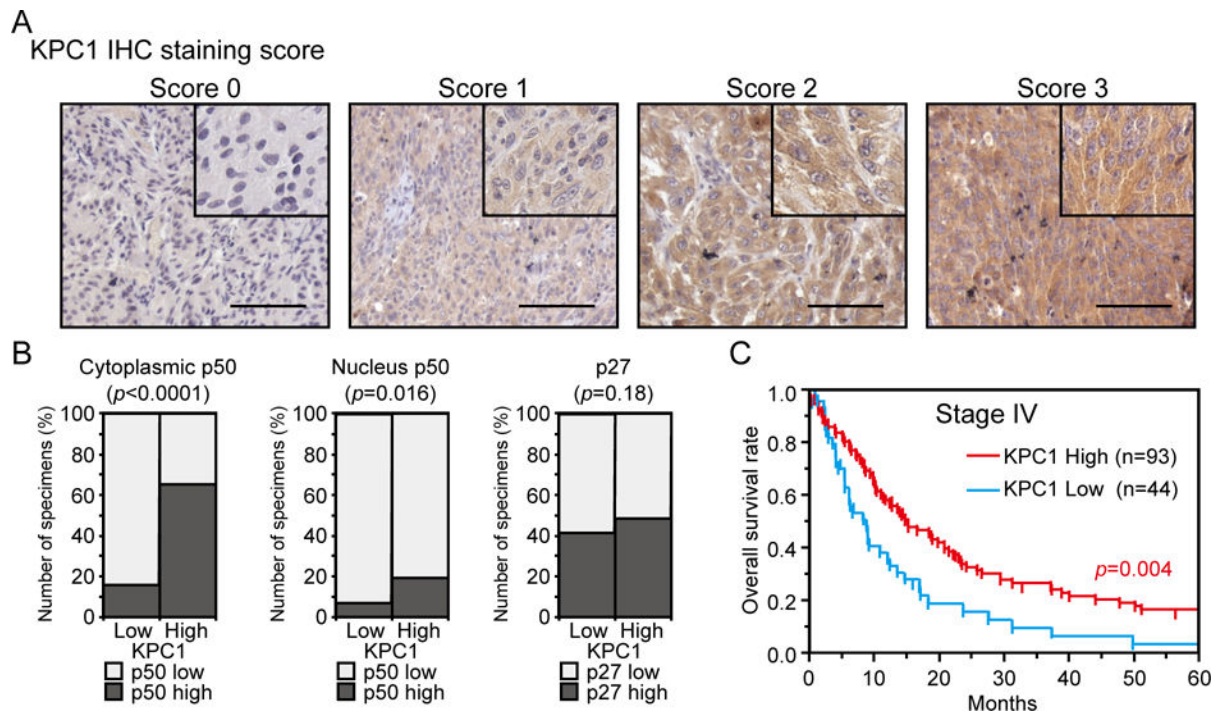 A
KPC1 IHC staining score
Score 0
Score 1
Score 2
Score 3
B
Cytoplasmic p50
(p<0.0001)
Number of specimens (%)
100
80
60
40
20
0
Low High
KPC1
p50 low
p50 high
Nucleus p50
(p=0.016)
Number of specimens (%)
100
80
60
40
20
0
Low High
KPC1
p50 low
p50 high
p27
(p=0.18)
Number of specimens (%)
100
80
60
40
20
0
Low High
KPC1
p27 low
p27 high
C
Stage IV
KPC1 High (n=93)
KPC1 Low (n=44)
p=0.004
Overall survival rate
1.0
0.8
0.6
0.4
0.2
0.0
0 10 20 30 40 50 60
Months